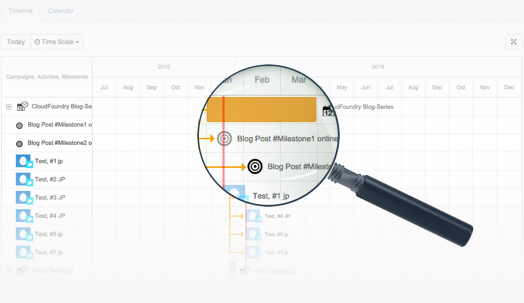 Timeline Calendar
Today Time Scale
2015 2015
Campaigns, Activities, Milestones
Jul Aug Sep Oct Nov Feb Mar May Jun Jul Aug Sep Oct Nov Dec
CloudFoundry Blog-Se
dFoundry Blog-Series
Blog Post #Milestone1 o
Blog Post #Milestone1 online
Blog Post #Milestone2 o
Blog Post #Milest
Test, #1 jp
Test, #1 jp
Test, #2 JP
Test, #3 JP
Test, #4 JP
Test, #4 JP
Test, #5 jp
Test, #5 jp
Test, #7 jp
Test, #7 jp